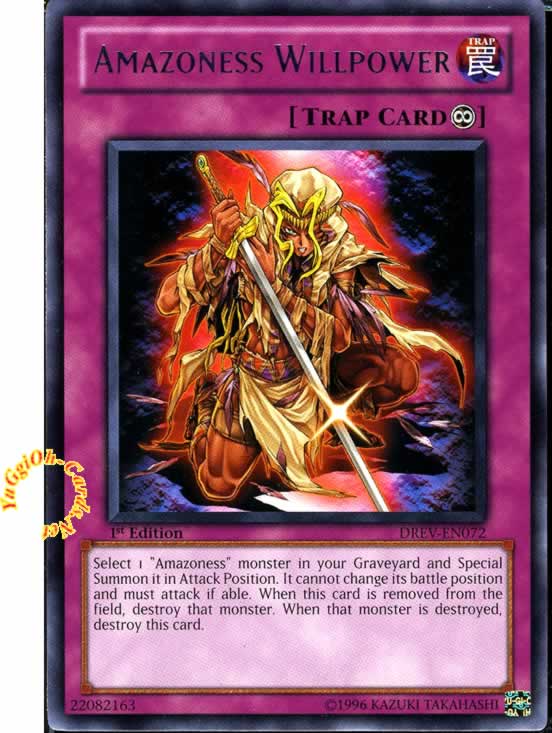 AMAZONESS WILLPOWER
TRAP
罠
[TRAP CARD∞]
YuGgiOh-Cards.Net
1st Edition
DREV-EN072
Select 1 "Amazoness" monster in your Graveyard and Special
Summon it in Attack Position. It cannot change its battle position
and must attack if able. When this card is removed from the
field, destroy that monster. When that monster is destroyed,
destroy this card.
22082163
©1996 KAZUKI TAKAHASHI